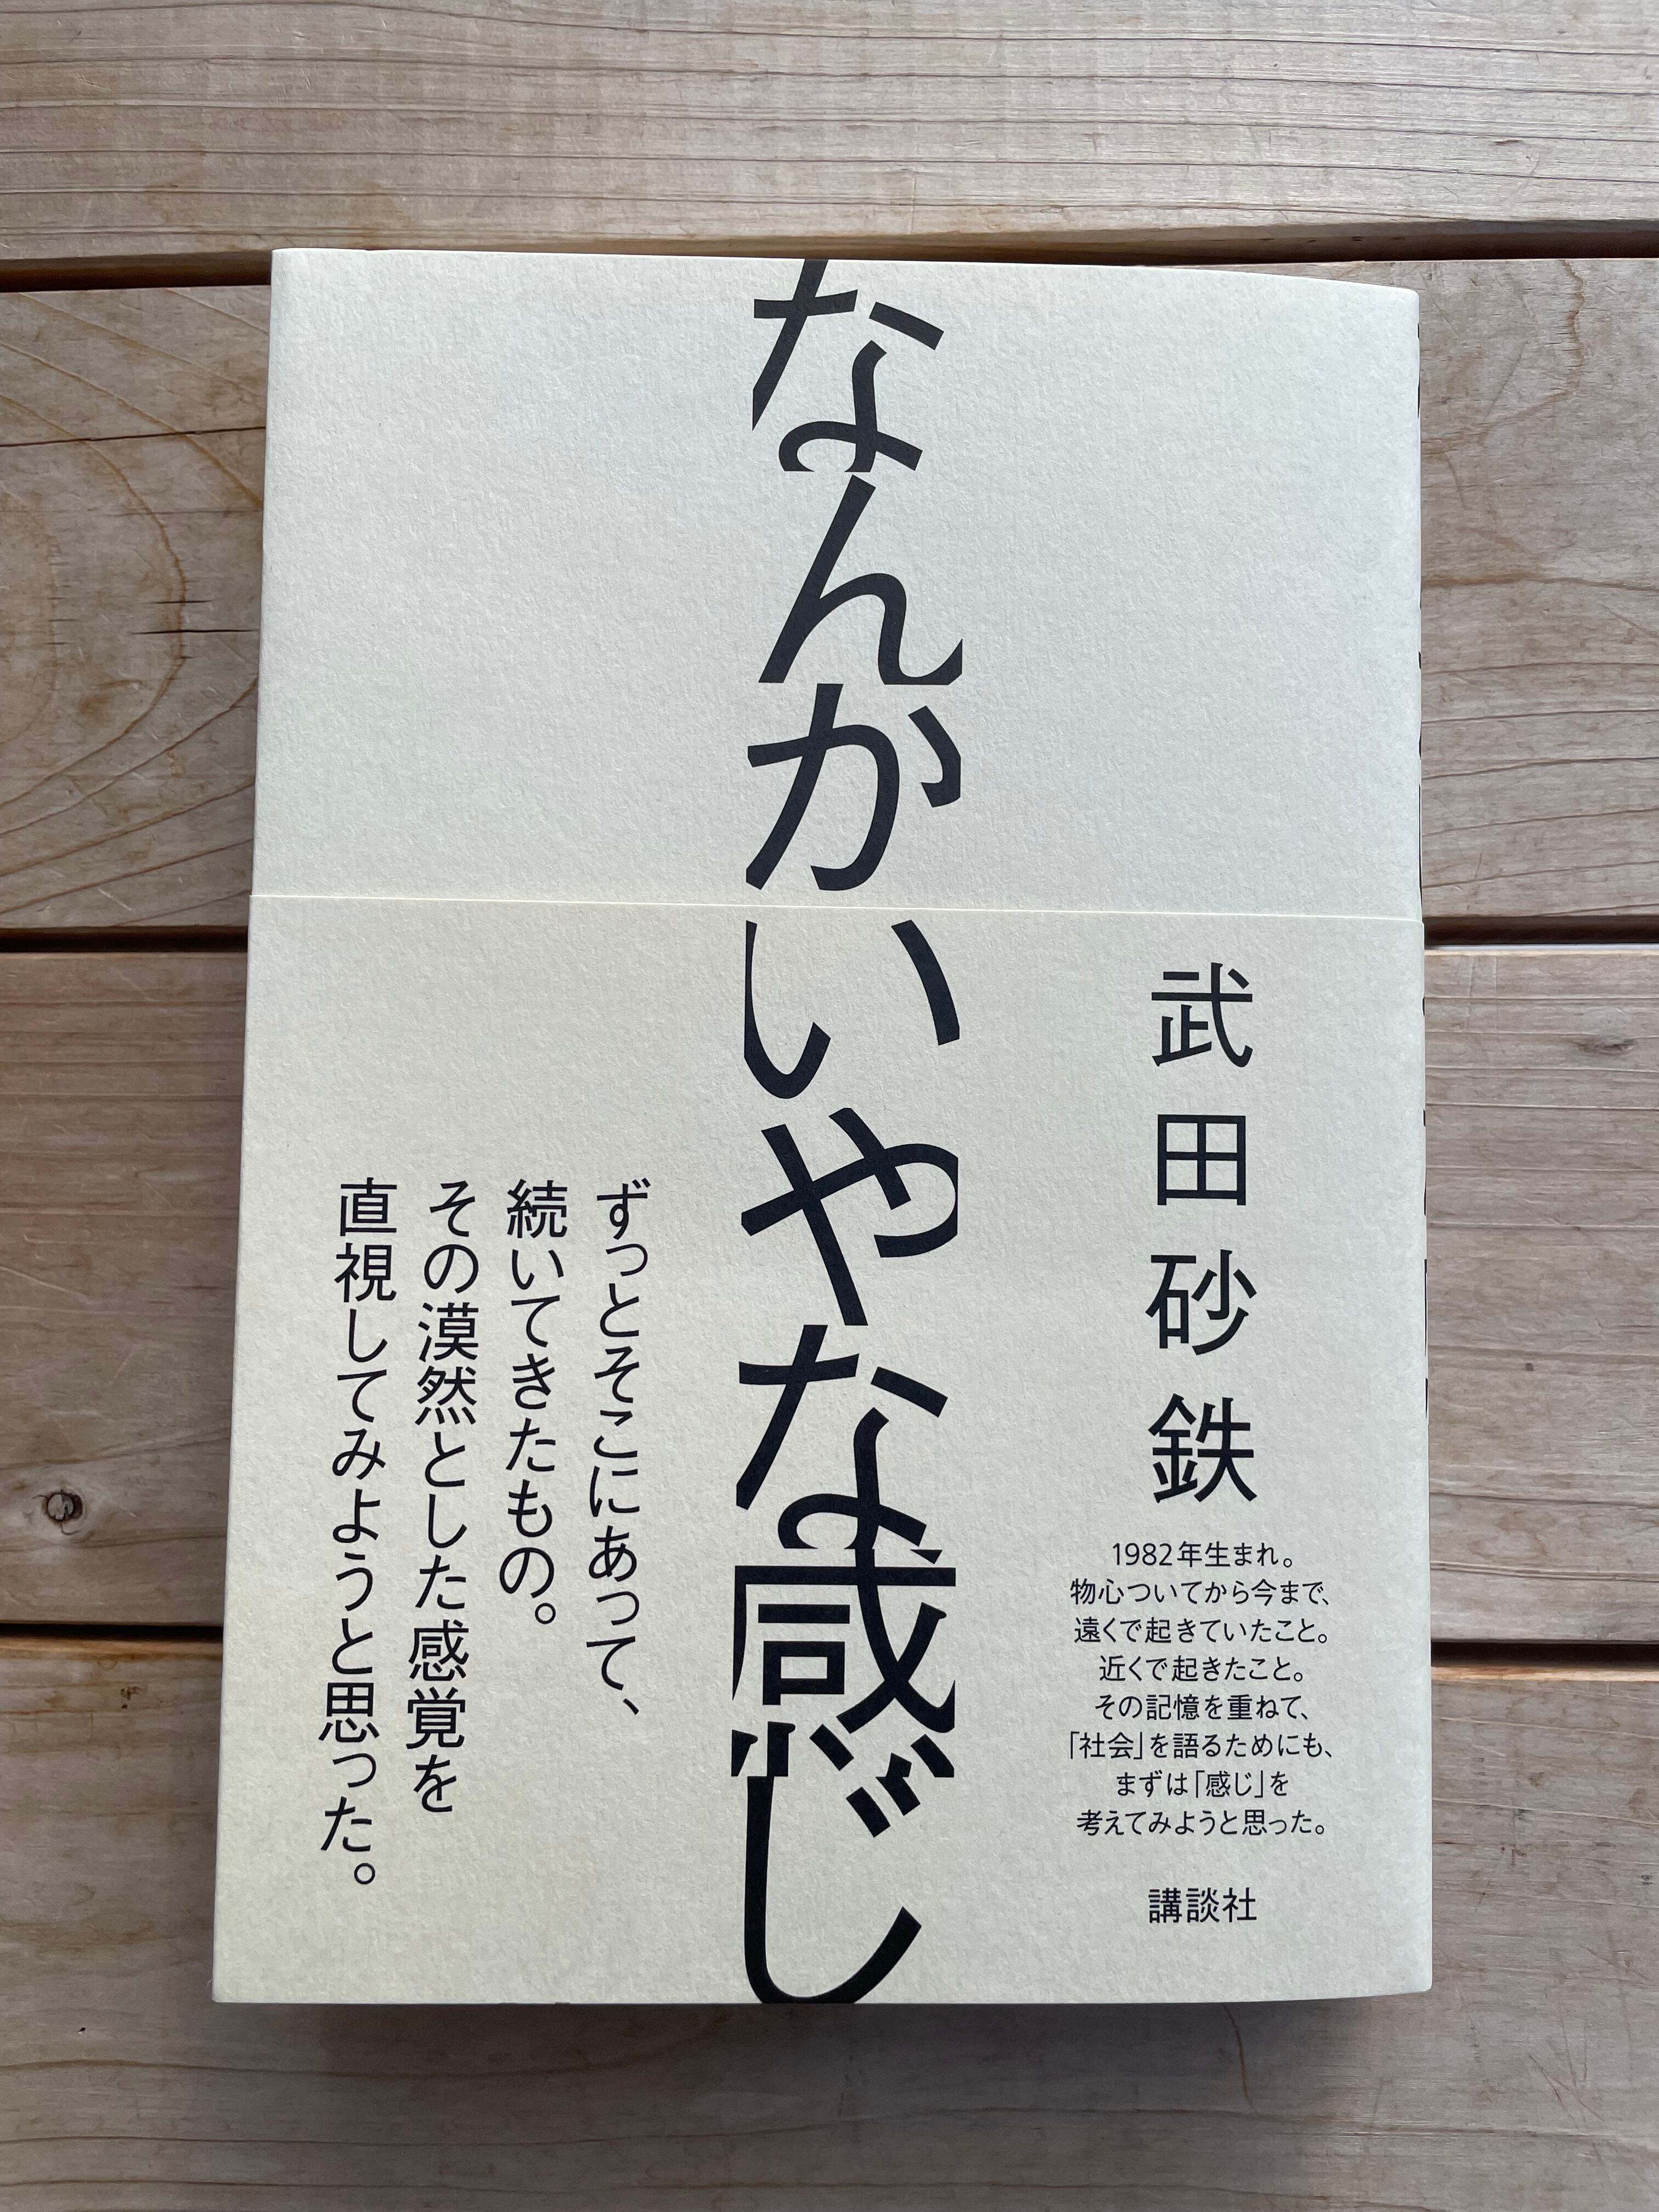 なんかいやな感じ
武田砂鉄
1982年生まれ。
物心ついてから今まで、
遠くで起きていたこと。
近くで起きたこと。
その記憶を重ねて、
「社会」を語るためにも、
まずは「感じ」を
考えてみようと思った。
講談社
ずっとそこにあって、
続いてきたもの。
その漠然とした感覚を
直視してみようと思った。